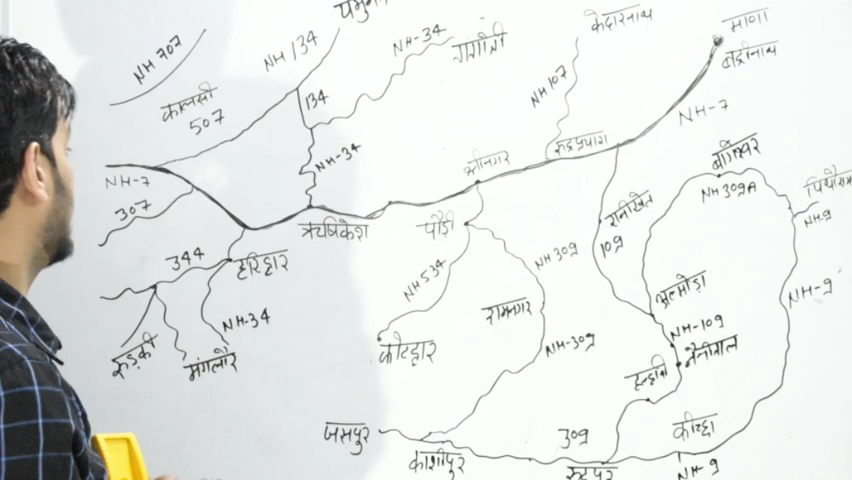 NH 707
कालसी
507
NH 134
134
NH-34
गंगोत्री
केदारनाथ
NH 107
माणा
बद्रीनाथ
NH-7
NH-7
307
NH-34
ऋषिकेश
श्रीनगर
रुद्रप्रयाग
पौड़ी
रानीखेत
109
बागेश्वर
NH 309A
NH-9
NH-9
344
हरिद्वार
NH-34
रुड़की
मंगलौर
NH 534
कोटद्वार
NH 309
रामनगर
NH-309
अल्मोड़ा
NH-109
नैनीताल
जसपुर
काशीपुर
309
रुद्रपुर
किच्छा
NH-9